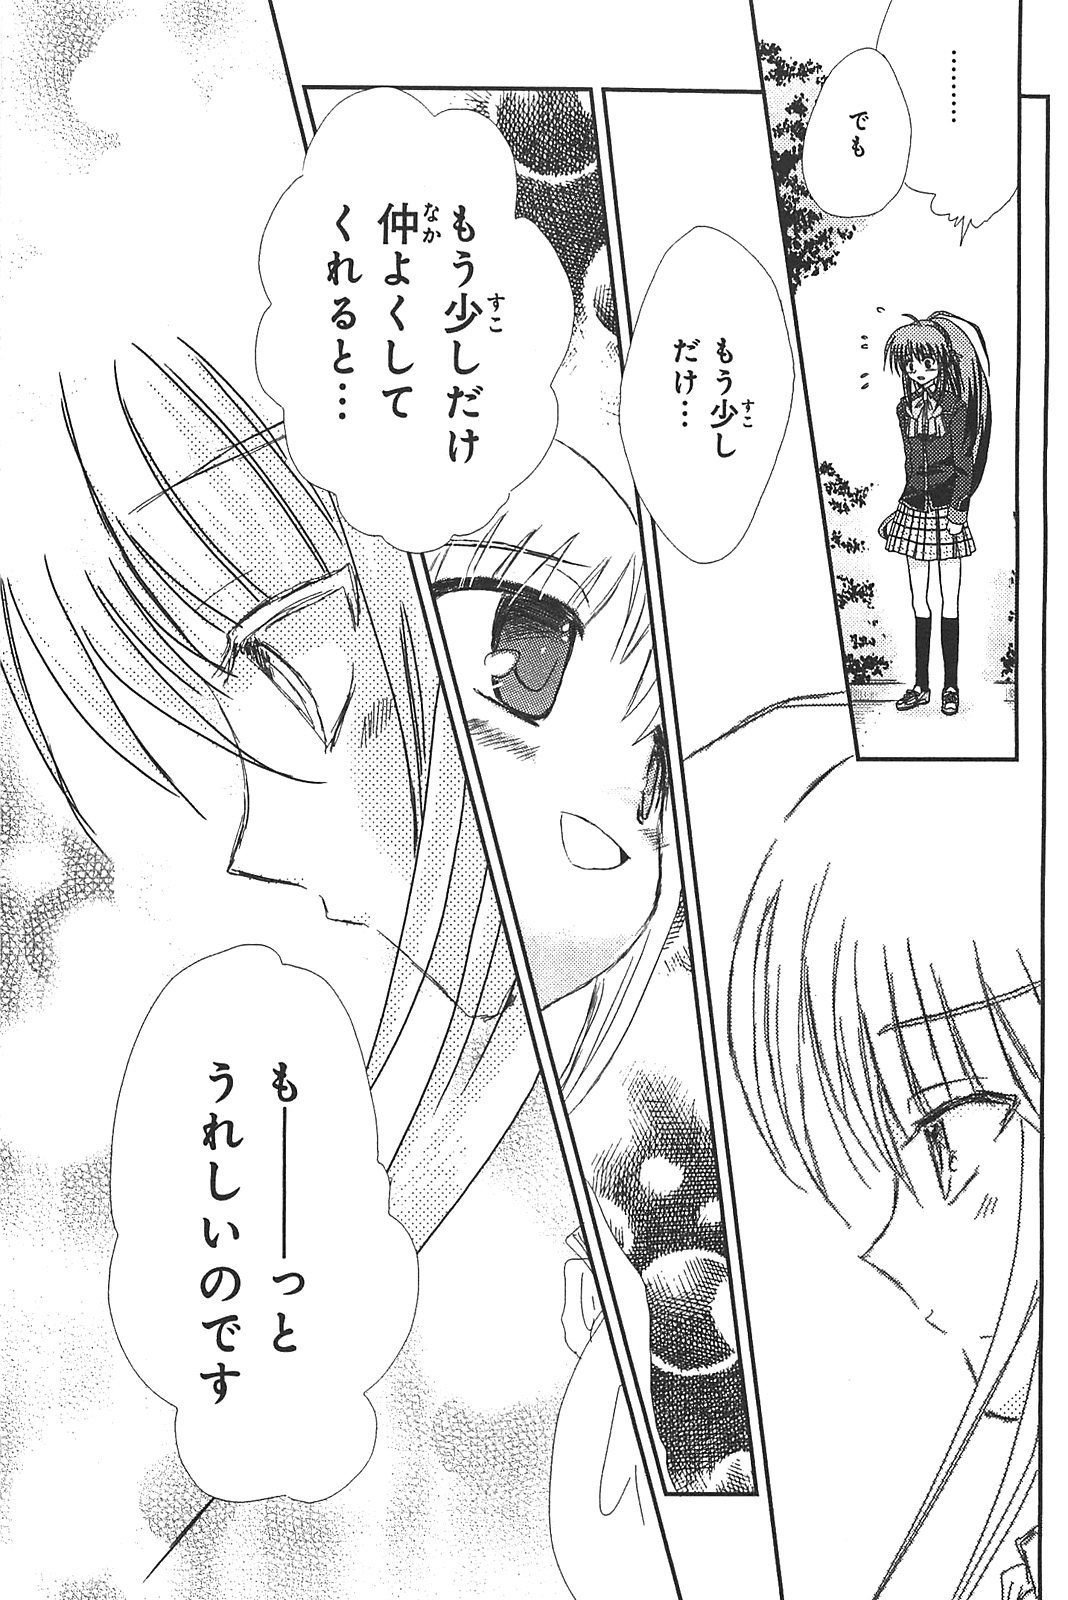 ………
でも
もう少し
だけ…
もう少しだけ
仲よくして
くれると…
も――っと
うれしいのです